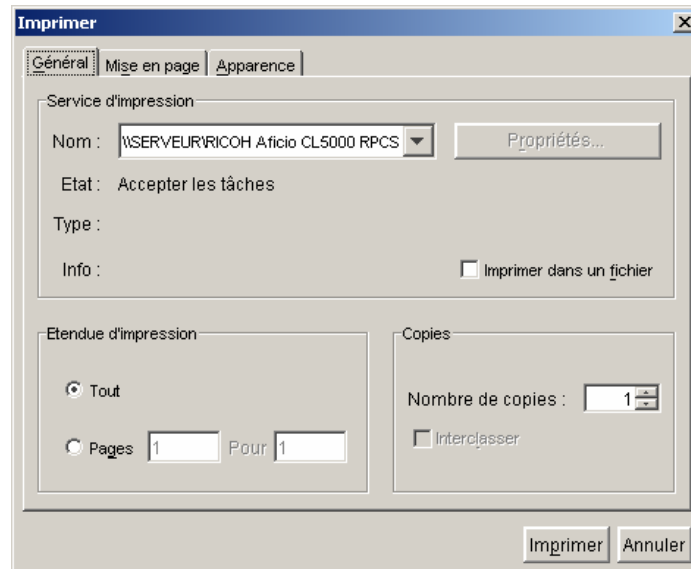 Imprimer
Général Mise en page Apparence
Service d'impression
Nom : \\SERVEUR\RICOH Aficio CL5000 RPCS Propriétés...
Etat : Accepter les tâches
Type :
Info : Imprimer dans un fichier
Etendue d'impression
Tout
Pages 1 Pour 1
Copies
Nombre de copies : 1
Interclasser
Imprimer Annuler